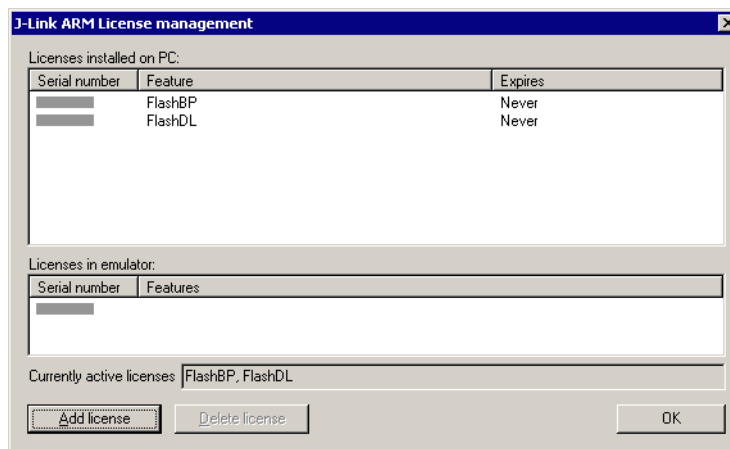 J-Link ARM License management
Licenses installed on PC:
Serial number Feature Expires
FlashBP Never
FlashDL Never
Licenses in emulator:
Serial number Features
Currently active licenses FlashBP, FlashDL
Add license Delete license OK